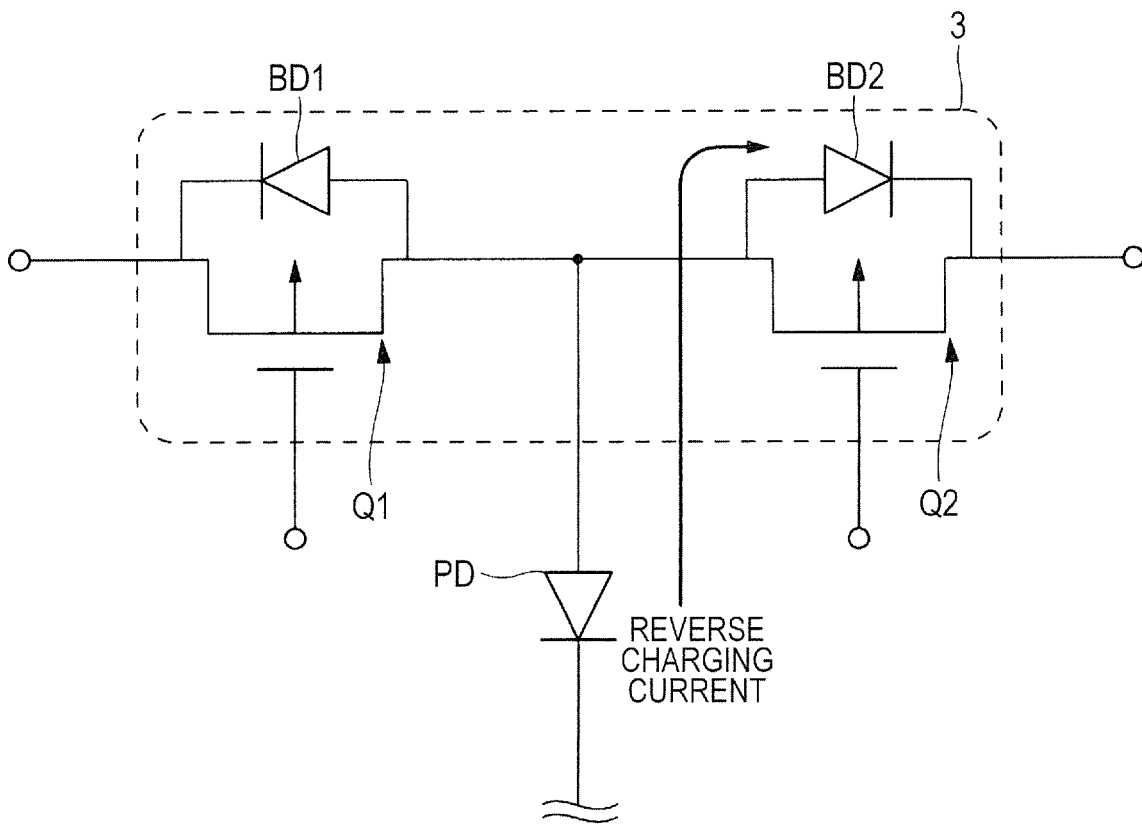 3
BD1
BD2
Q1
Q2
PD
REVERSE
CHARGING
CURRENT